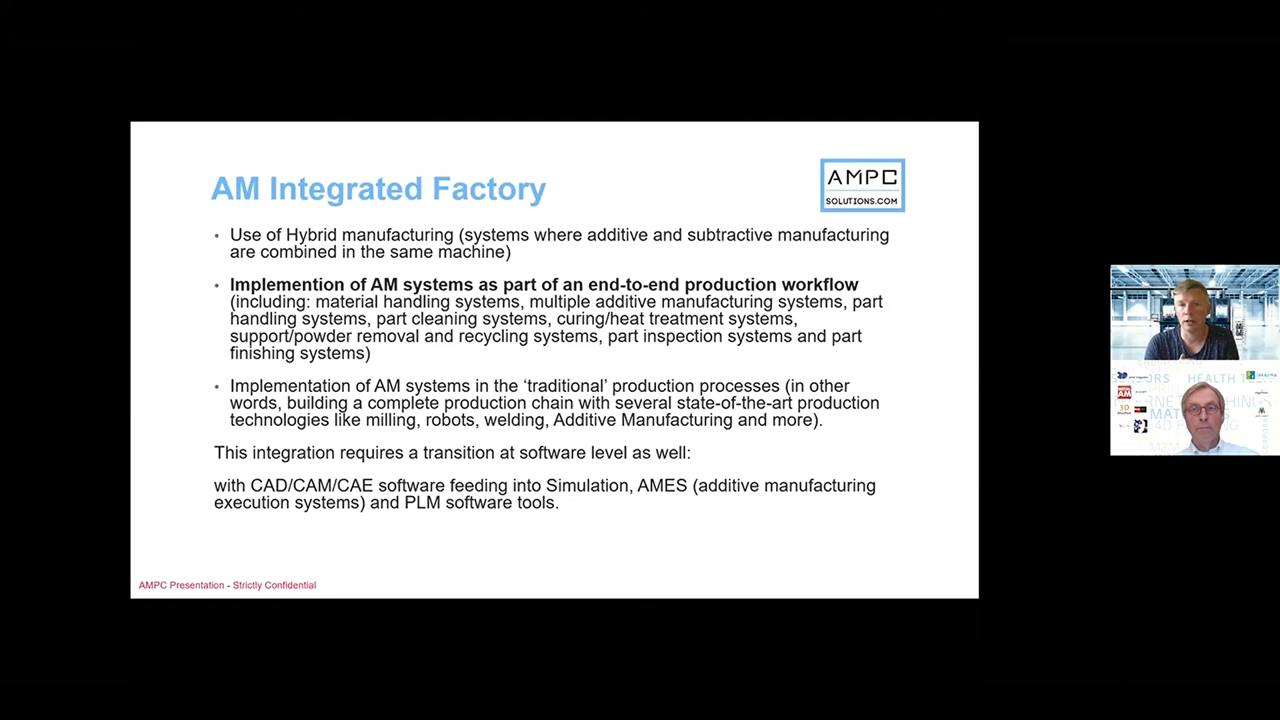 AM Integrated Factory
AMPC
SOLUTIONS.COM
• Use of Hybrid manufacturing (systems where additive and subtractive manufacturing
are combined in the same machine)
• Implemention of AM systems as part of an end-to-end production workflow
(including: material handling systems, multiple additive manufacturing systems, part
handling systems, part cleaning systems, curing/heat treatment systems,
support/powder removal and recycling systems, part inspection systems and part
finishing systems)
• Implementation of AM systems in the ‘traditional’ production processes (in other
words, building a complete production chain with several state-of-the-art production
technologies like milling, robots, welding, Additive Manufacturing and more).
This integration requires a transition at software level as well:
with CAD/CAM/CAE software feeding into Simulation, AMES (additive manufacturing
execution systems) and PLM software tools.
AMPC Presentation - Strictly Confidential
HEALTH
AM
3D